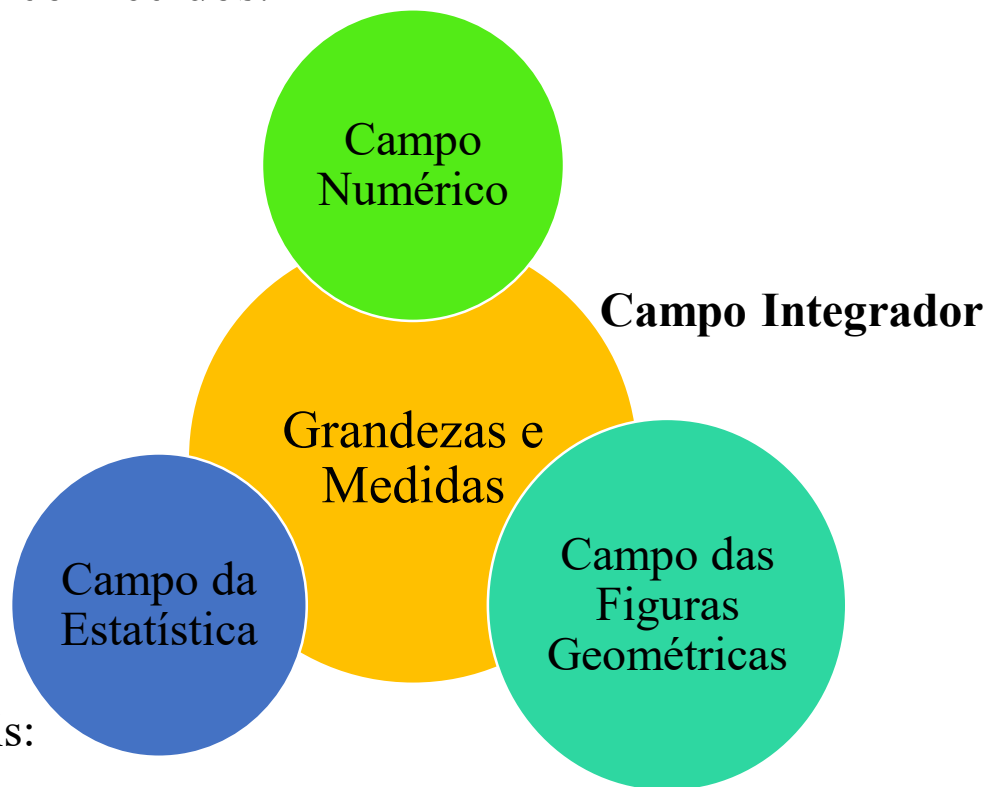 Campo
Numérico
Campo Integrador
Grandezas e
Medidas
Campo da
Estatística
Campo das
Figuras
Geométricas